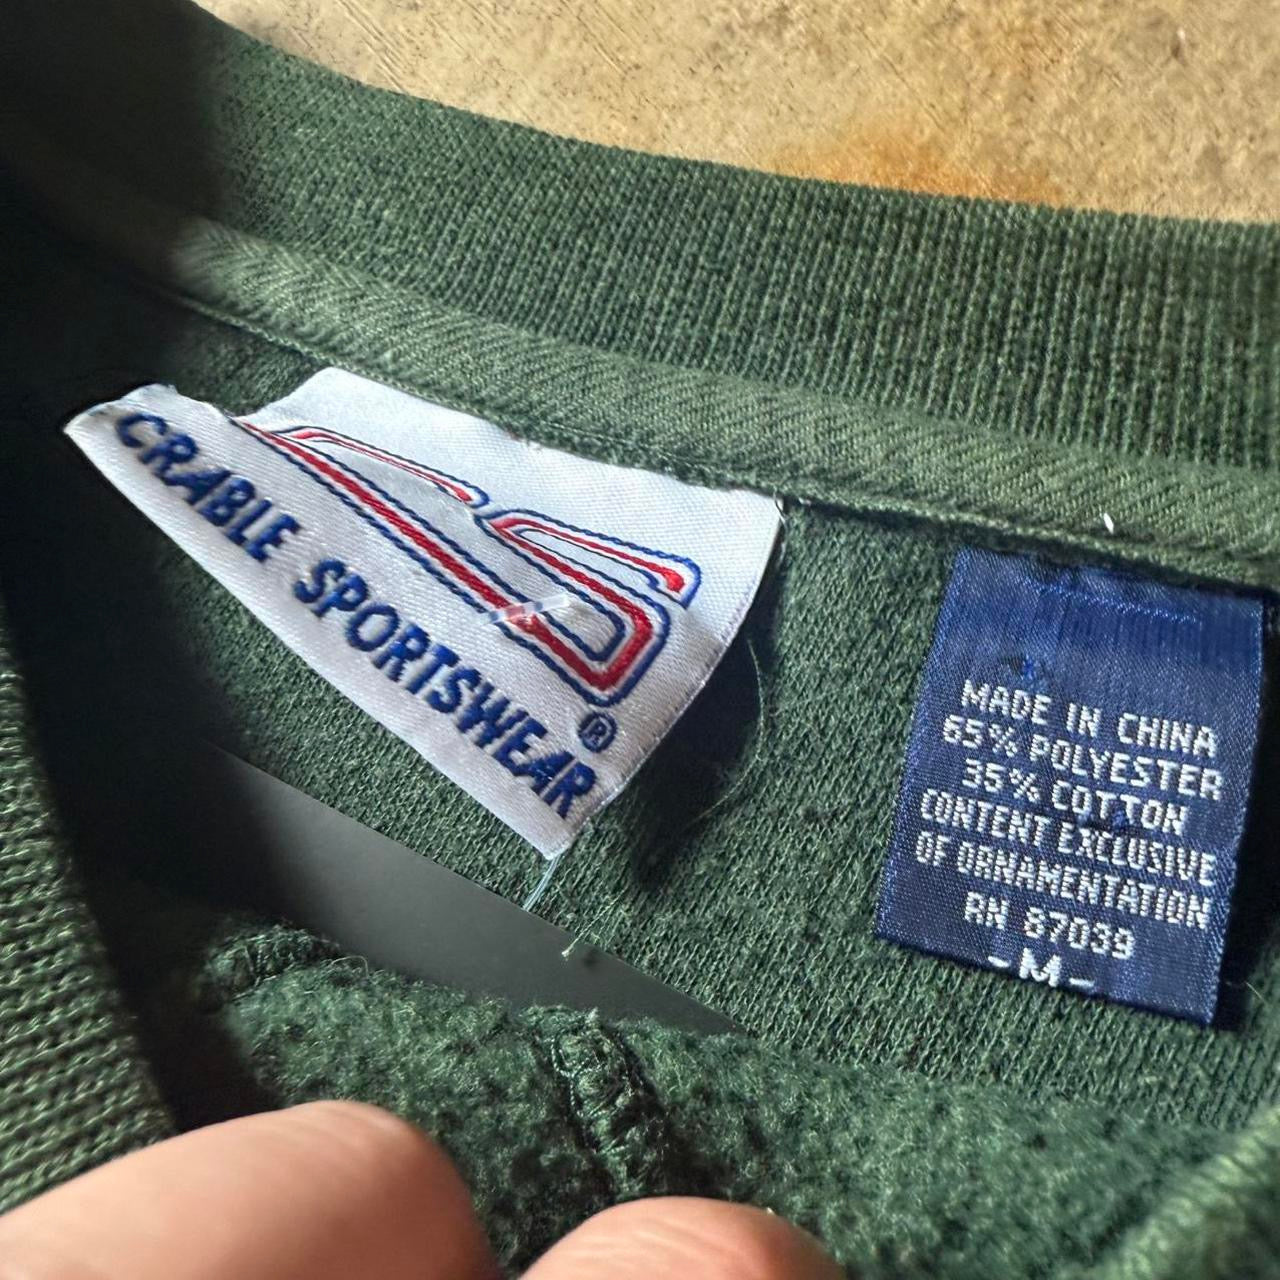 CRABLE SPORTSWEAR®
MADE IN CHINA
65% POLYESTER
35% COTTON
CONTENT EXCLUSIVE
OF ORNAMENTATION
RN 87039
-M-